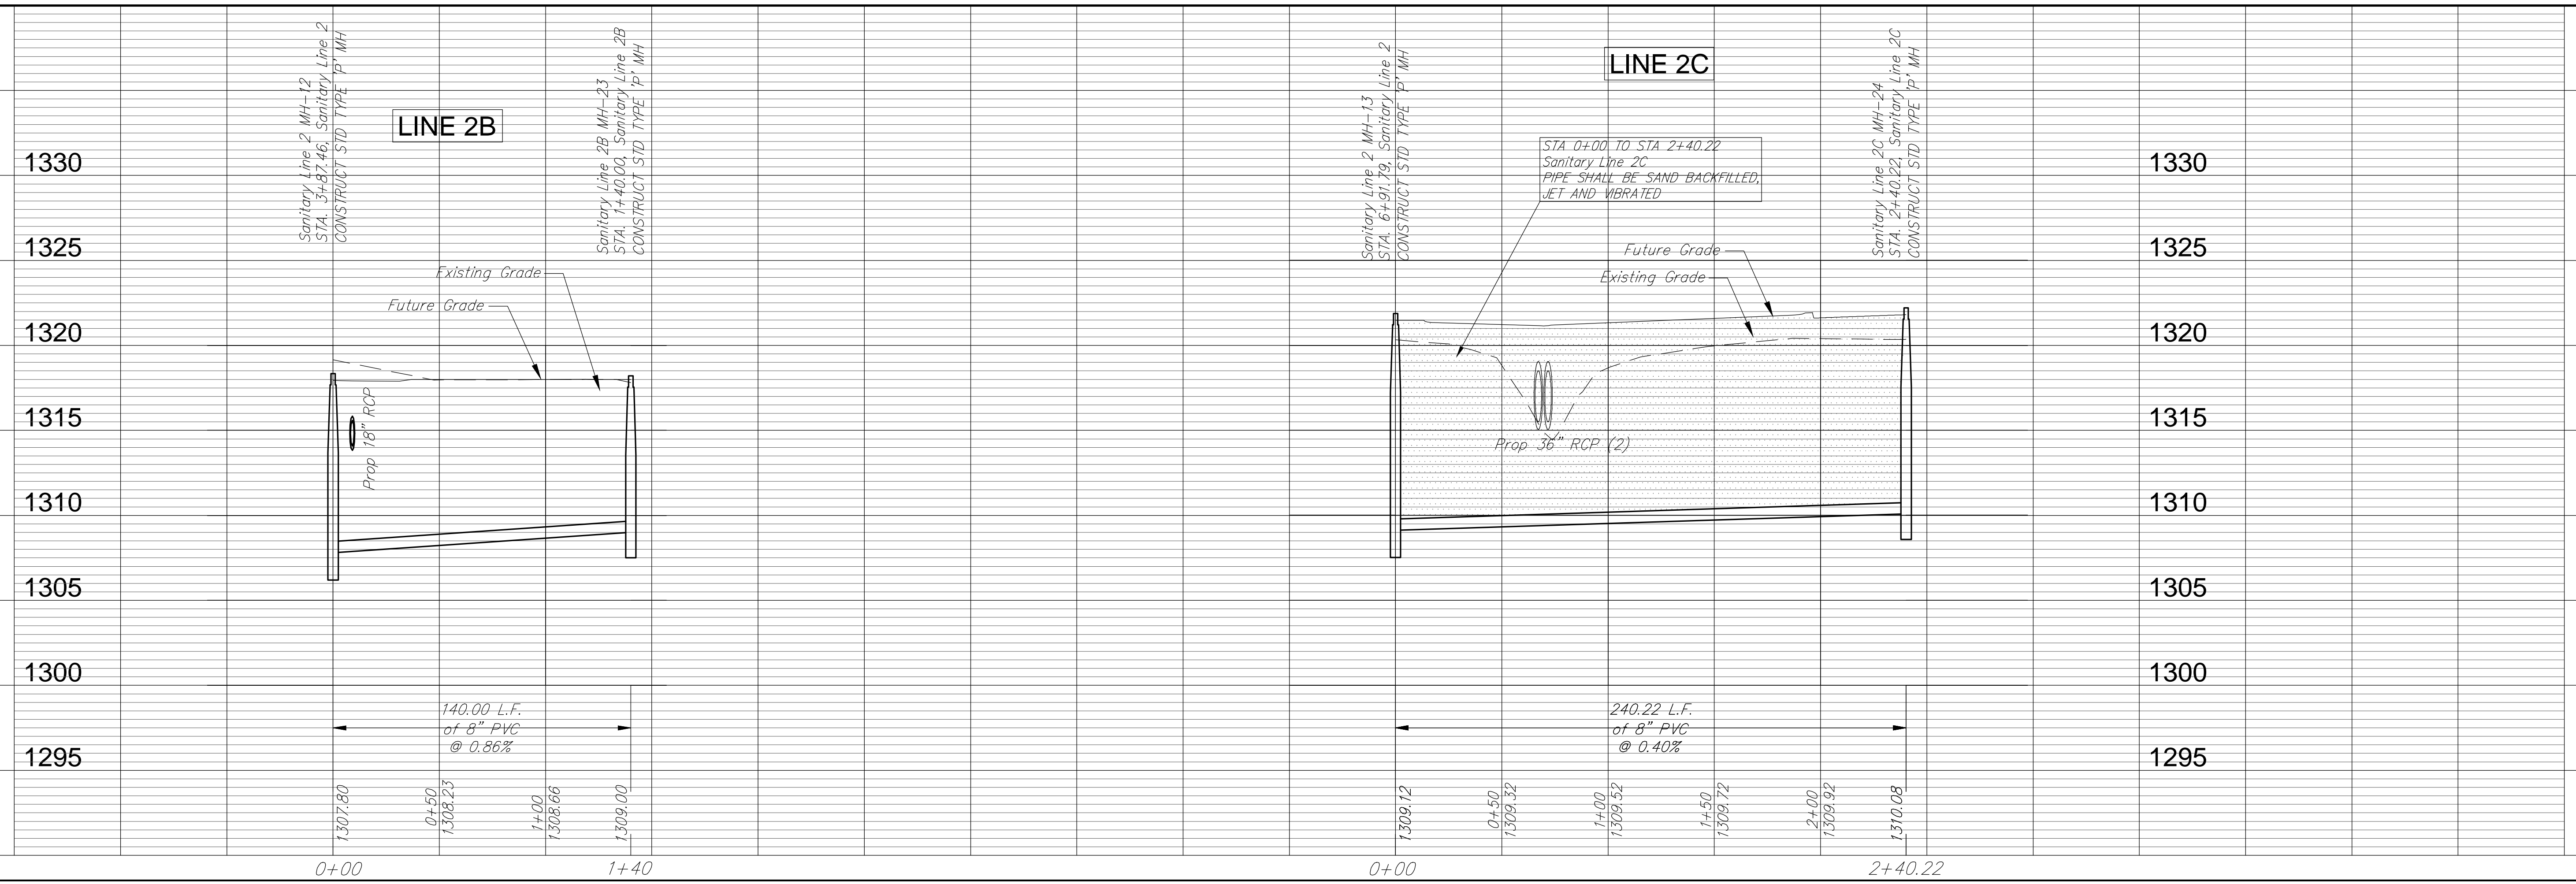 Sanitary Line 2 MH-12
STA. 3+87.46, Sanitary Line 2
CONSTRUCT STD TYPE 'P' MH
LINE 2B
Sanitary Line 2B MH-23
STA. 1+40.00, Sanitary Line 2B
CONSTRUCT STD TYPE 'P' MH
Sanitary Line 2 MH-13
STA. 6+91.79, Sanitary Line 2
CONSTRUCT STD TYPE 'P' MH
LINE 2C
STA 0+00 TO STA 2+40.22
Sanitary Line 2C
PIPE SHALL BE SAND BACKFILLED,
JET AND VIBRATED
Sanitary Line 2C MH-24
STA. 2+40.22, Sanitary Line 2C
CONSTRUCT STD TYPE 'P' MH
1330
1325
1320
1315
1310
1305
1300
1295
Existing Grade
Future Grade
Prop 18" RCP
Future Grade
Existing Grade
Prop 36" RCP (2)
1330
1325
1320
1315
1310
1305
1300
1295
140.00 L.F.
of 8" PVC
@ 0.86%
240.22 L.F.
of 8" PVC
@ 0.40%
1307.80
0+50
1308.23
1+00
1308.66
1309.00
1309.12
0+50
1309.32
1+00
1309.52
1+50
1309.72
2+00
1309.92
1310.08
0+00
1+40
0+00
2+40.22